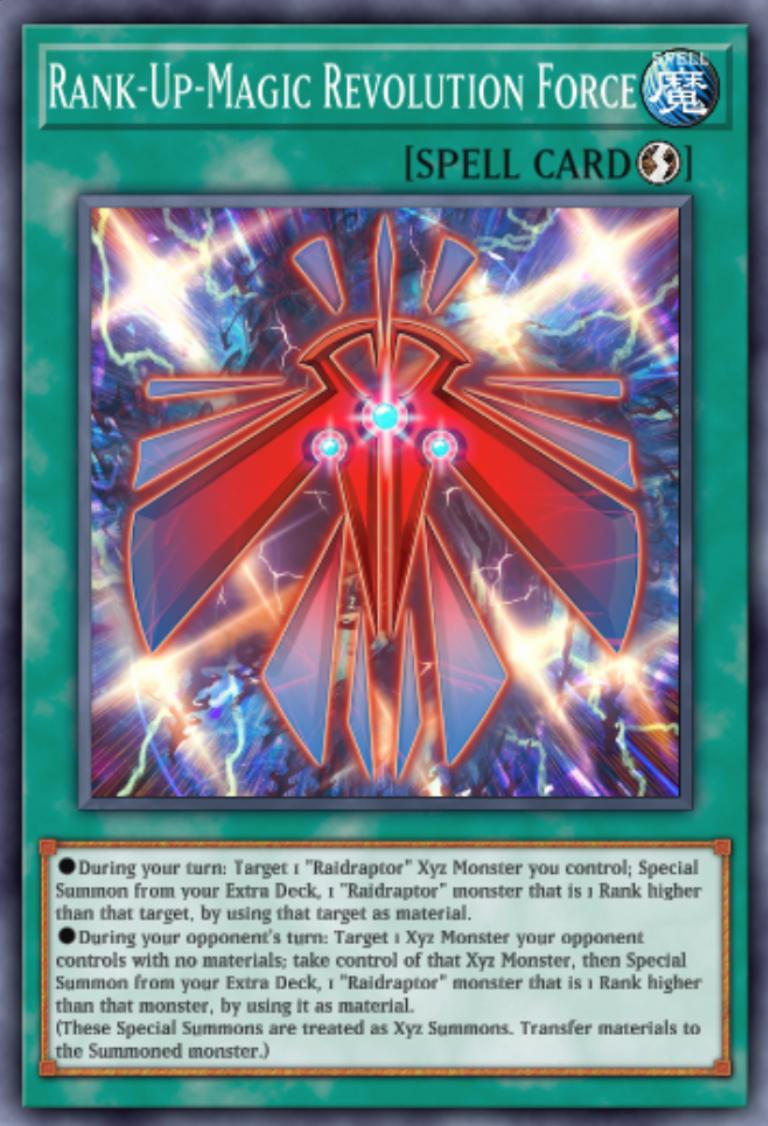 RANK-UP-MAGIC REVOLUTION FORCE
SPELL
魔
[SPELL CARD]
●During your turn: Target 1 "Raidraptor" Xyz Monster you control; Special
Summon from your Extra Deck, 1 "Raidraptor" monster that is 1 Rank higher
than that target, by using that target as material.
●During your opponent's turn: Target 1 Xyz Monster your opponent
controls with no materials; take control of that Xyz Monster, then Special
Summon from your Extra Deck, 1 "Raidraptor" monster that is 1 Rank higher
than that monster, by using it as material.
(These Special Summons are treated as Xyz Summons. Transfer materials to
the Summoned monster.)